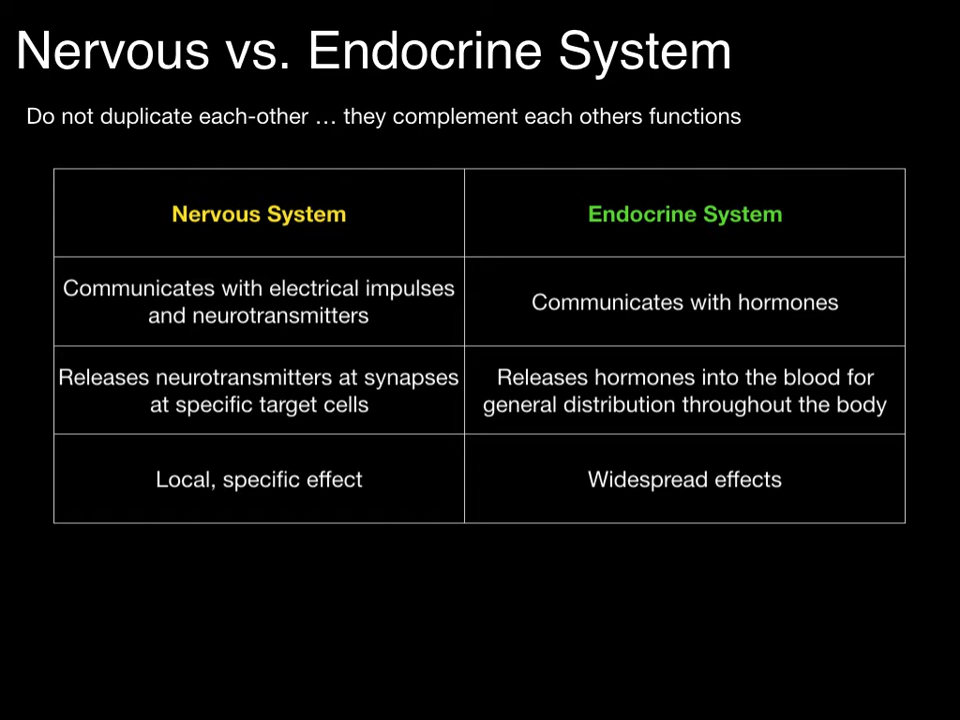 Nervous vs. Endocrine System
Do not duplicate each-other … they complement each others functions
Nervous System
Endocrine System
Communicates with electrical impulses
and neurotransmitters
Communicates with hormones
Releases neurotransmitters at synapses
at specific target cells
Releases hormones into the blood for
general distribution throughout the body
Local, specific effect
Widespread effects